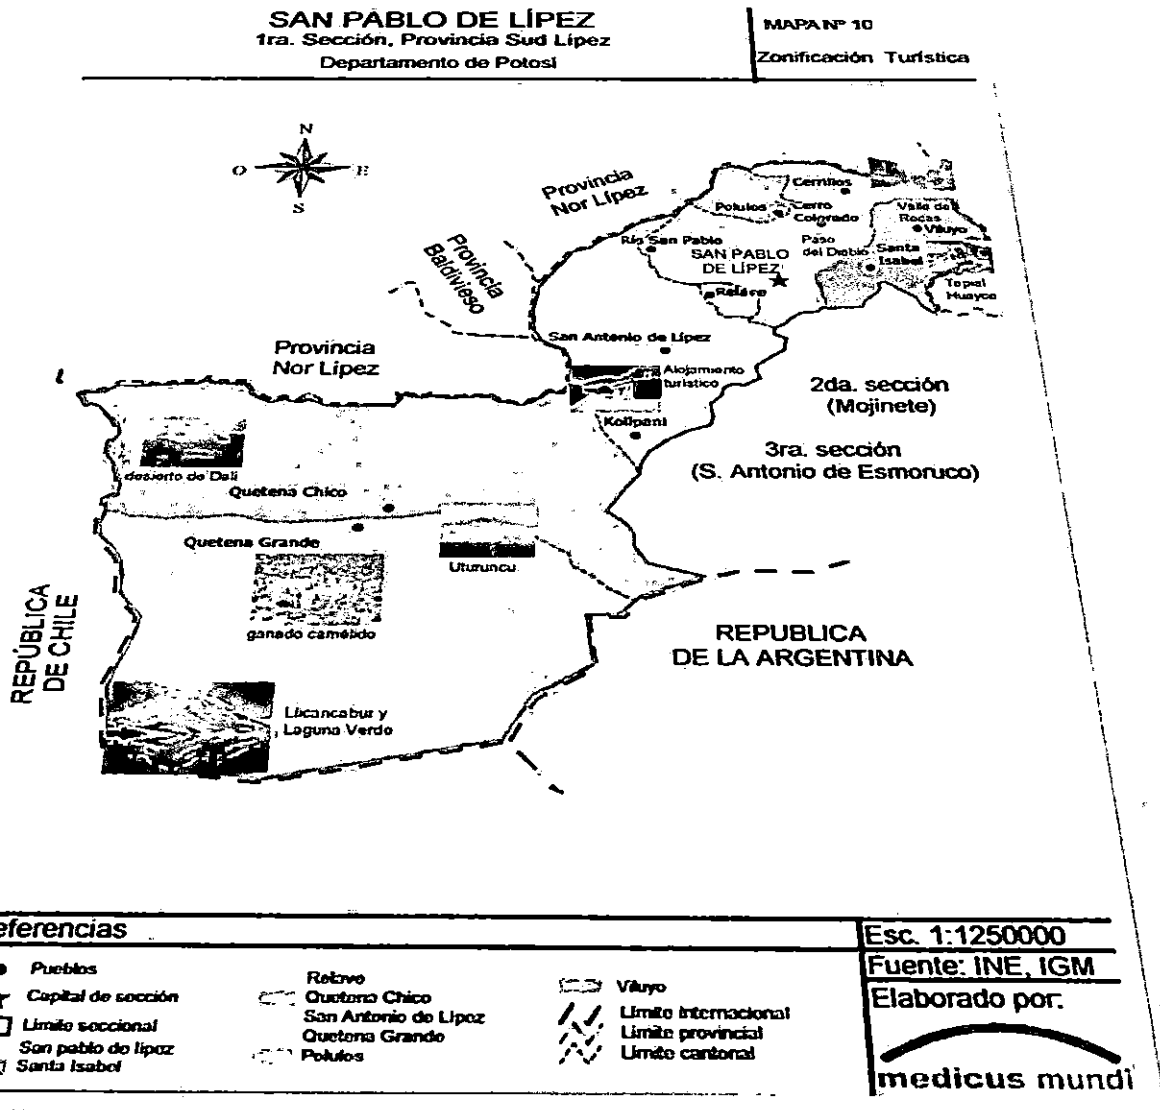 SAN PABLO DE LÍPEZ
1ra. Sección, Provincia Sud Lípez
Departamento de Potosí
MAPA Nº 10
Zonificación Turística
N
O
E
S
Provincia
Nor Lípez
Provincia
Baldivieso
Provincia
Nor Lípez
Cerrillos
Polulos
Cerro
Colorado
Valle de
Rocas
Viluyo
Río San Pablo
Paso
del Diablo
SAN PABLO
DE LÍPEZ
Santa
Isabel
Relave
Huayco
San Antonio de Lípez
Alojamiento
turístico
Kollpani
2da. sección
(Mojinete)
3ra. sección
(S. Antonio de Esmoruco)
desierto de Dalí
Quetena Chico
Quetena Grande
Uturuncu
ganado camélido
REPÚBLICA
DE CHILE
REPUBLICA
DE LA ARGENTINA
Licancabur y
Laguna Verde
eferencias
Pueblos
Capital de sección
Límite seccional
San pablo de lípez
Santa Isabel
Relave
Quetena Chico
San Antonio de Lípez
Quetena Grande
Polulos
Viluyo
Límite internacional
Límite provincial
Límite cantonal
Esc. 1:1250000
Fuente: INE, IGM
Elaborado por:
medicus mundi